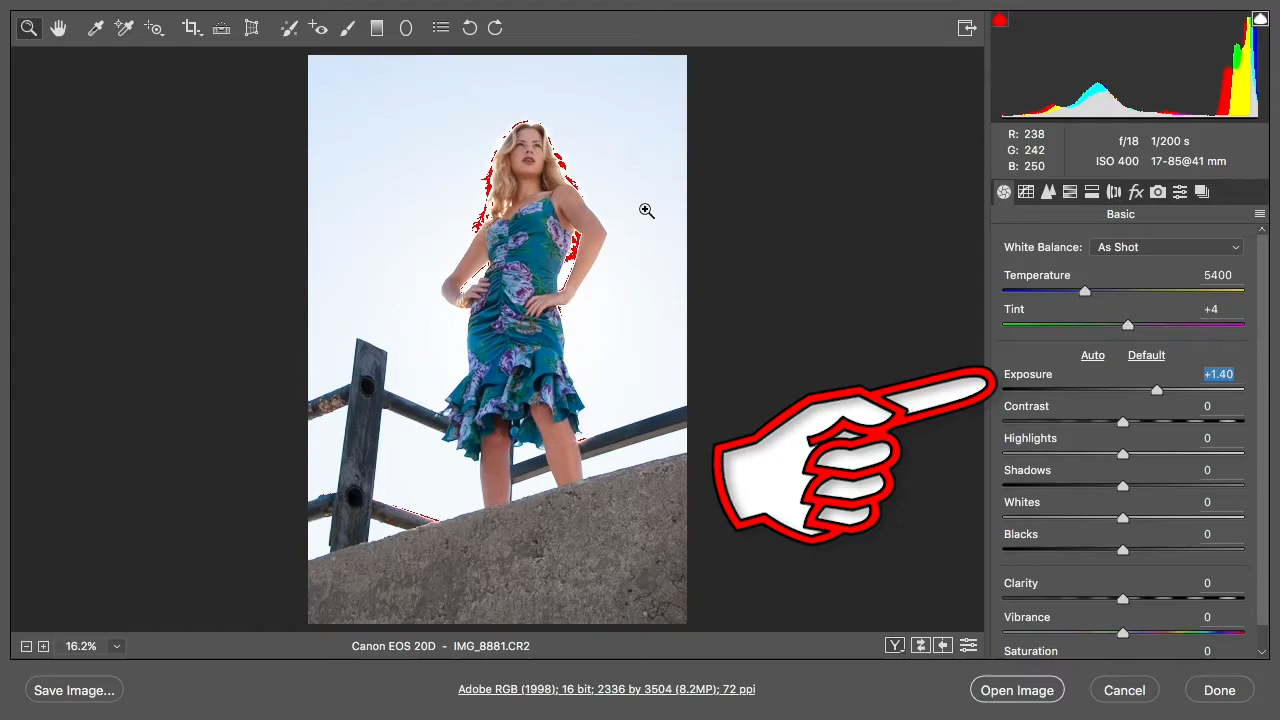 R: 238
G: 242
B: 250
f/18 1/200 s
ISO 400 17-85@41 mm
fx
Basic
White Balance: As Shot
Temperature 5400
Tint +4
Auto Default
Exposure +1.40
Contrast 0
Highlights 0
Shadows 0
Whites 0
Blacks 0
Clarity 0
Vibrance 0
Saturation 0
16.2%
Canon EOS 20D - IMG_8881.CR2
Y
Save Image...
Adobe RGB (1998); 16 bit; 2336 by 3504 (8.2MP); 72 ppi
Open Image
Cancel
Done